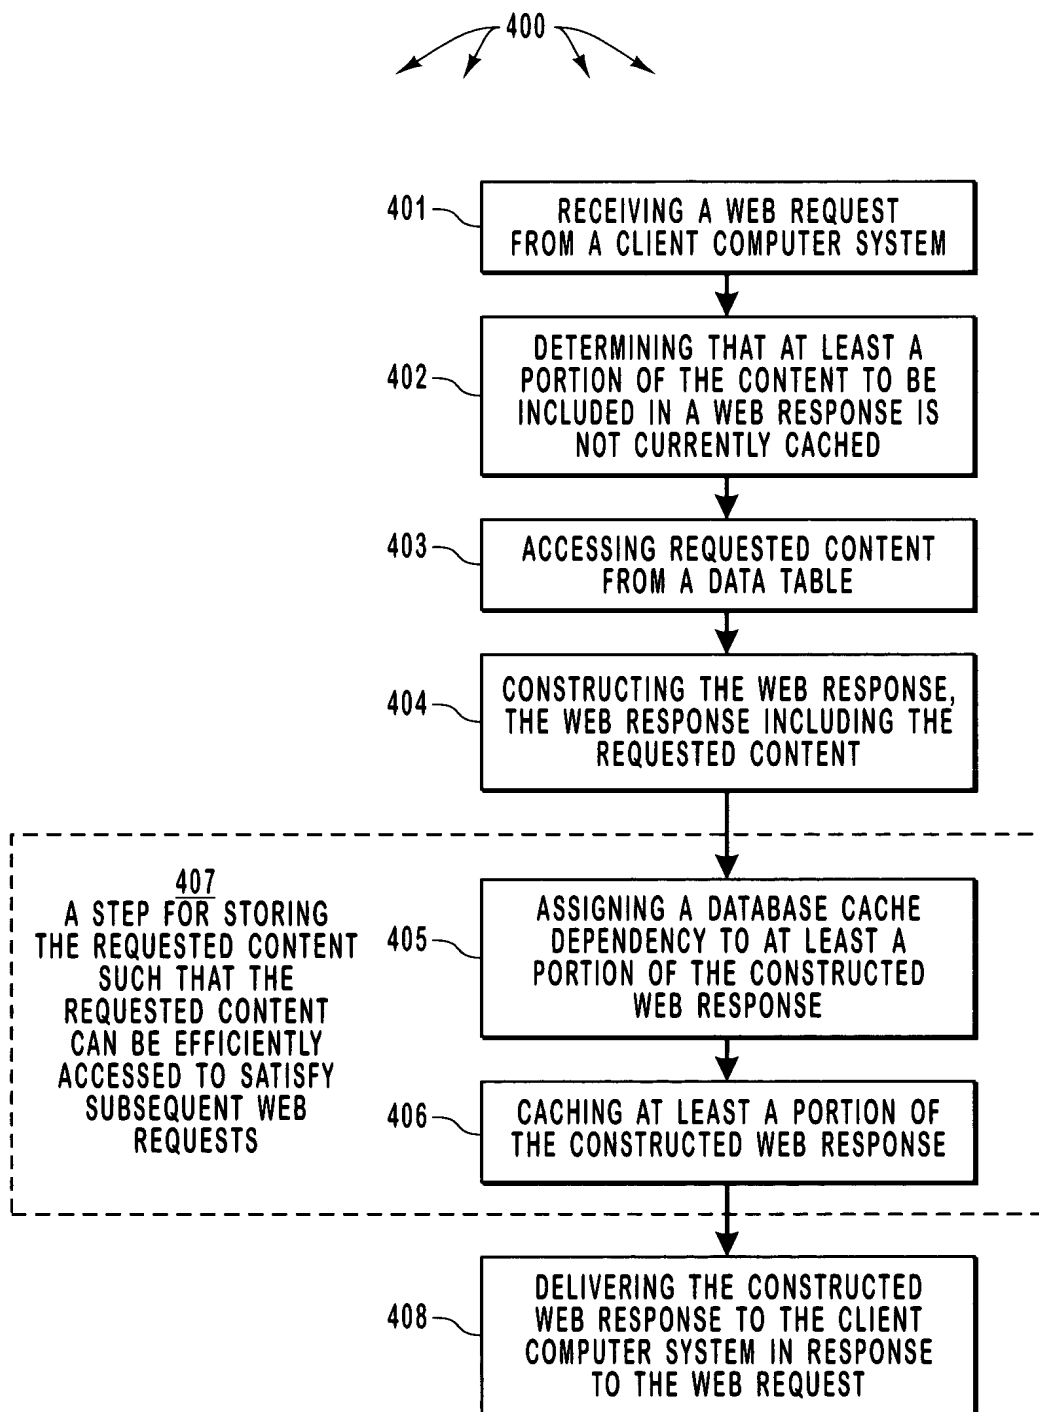 400
401
RECEIVING A WEB REQUEST
FROM A CLIENT COMPUTER SYSTEM
402
DETERMINING THAT AT LEAST A
PORTION OF THE CONTENT TO BE
INCLUDED IN A WEB RESPONSE IS
NOT CURRENTLY CACHED
403
ACCESSING REQUESTED CONTENT
FROM A DATA TABLE
404
CONSTRUCTING THE WEB RESPONSE,
THE WEB RESPONSE INCLUDING THE
REQUESTED CONTENT
407
A STEP FOR STORING
THE REQUESTED CONTENT
SUCH THAT THE
REQUESTED CONTENT
CAN BE EFFICIENTLY
ACCESSED TO SATISFY
SUBSEQUENT WEB
REQUESTS
405
ASSIGNING A DATABASE CACHE
DEPENDENCY TO AT LEAST A
PORTION OF THE CONSTRUCTED
WEB RESPONSE
406
CACHING AT LEAST A PORTION OF
THE CONSTRUCTED WEB RESPONSE
408
DELIVERING THE CONSTRUCTED
WEB RESPONSE TO THE CLIENT
COMPUTER SYSTEM IN RESPONSE
TO THE WEB REQUEST